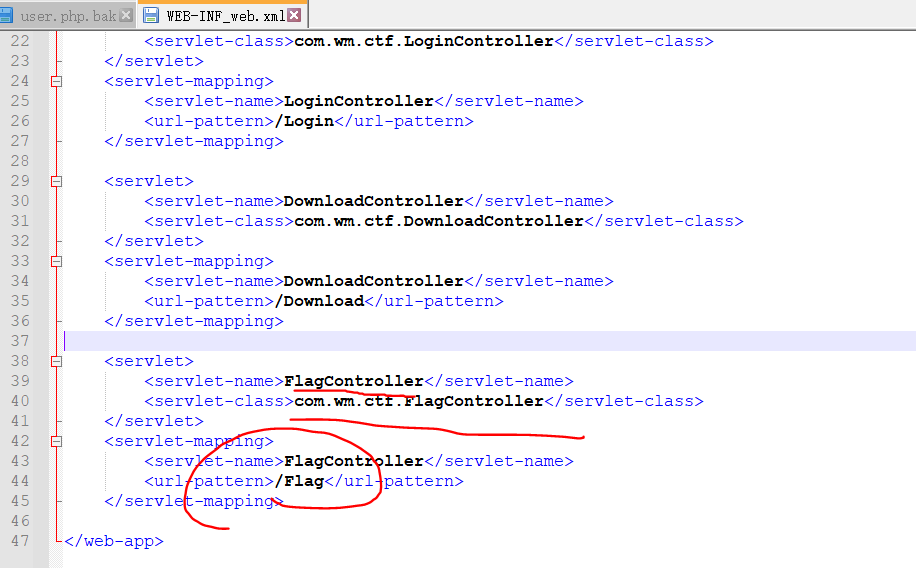 user.php.bak WEB-INF_web.xml
22 <servlet-class>com.wm.ctf.LoginController</servlet-class>
23 </servlet>
24 <servlet-mapping>
25 <servlet-name>LoginController</servlet-name>
26 <url-pattern>/Login</url-pattern>
27 </servlet-mapping>
28
29 <servlet>
30 <servlet-name>DownloadController</servlet-name>
31 <servlet-class>com.wm.ctf.DownloadController</servlet-class>
32 </servlet>
33 <servlet-mapping>
34 <servlet-name>DownloadController</servlet-name>
35 <url-pattern>/Download</url-pattern>
36 </servlet-mapping>
37
38 <servlet>
39 <servlet-name>FlagController</servlet-name>
40 <servlet-class>com.wm.ctf.FlagController</servlet-class>
41 </servlet>
42 <servlet-mapping>
43 <servlet-name>FlagController</servlet-name>
44 <url-pattern>/Flag</url-pattern>
45 </servlet-mapping>
46
47 </web-app>